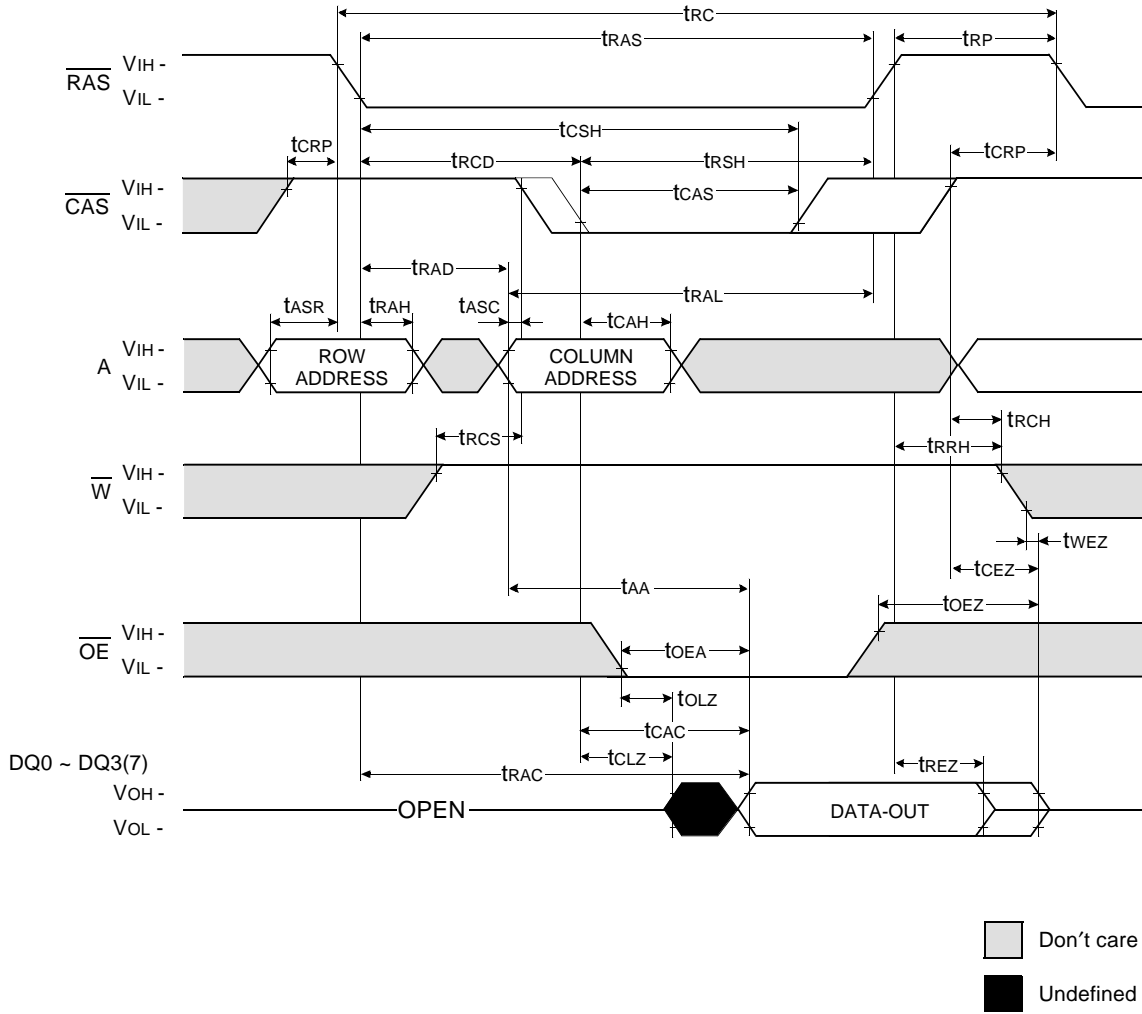 tRC
tRAS
tRP
RAS
VIH -
VIL -
tCSH
tCRP
tRCD
tRSH
tCRP
CAS
VIH -
VIL -
tCAS
tRAD
tRAL
tASR
tRAH
tASC
tCAH
A
VIH -
VIL -
ROW
ADDRESS
COLUMN
ADDRESS
tRCS
tRCH
tRRH
W
VIH -
VIL -
tWEZ
tCEZ
tAA
tOEZ
OE
VIH -
VIL -
tOEA
tOLZ
tCAC
DQ0 ~ DQ3(7)
tCLZ
tREZ
tRAC
VOH -
VOL -
OPEN
DATA-OUT
Don′t care
Undefined